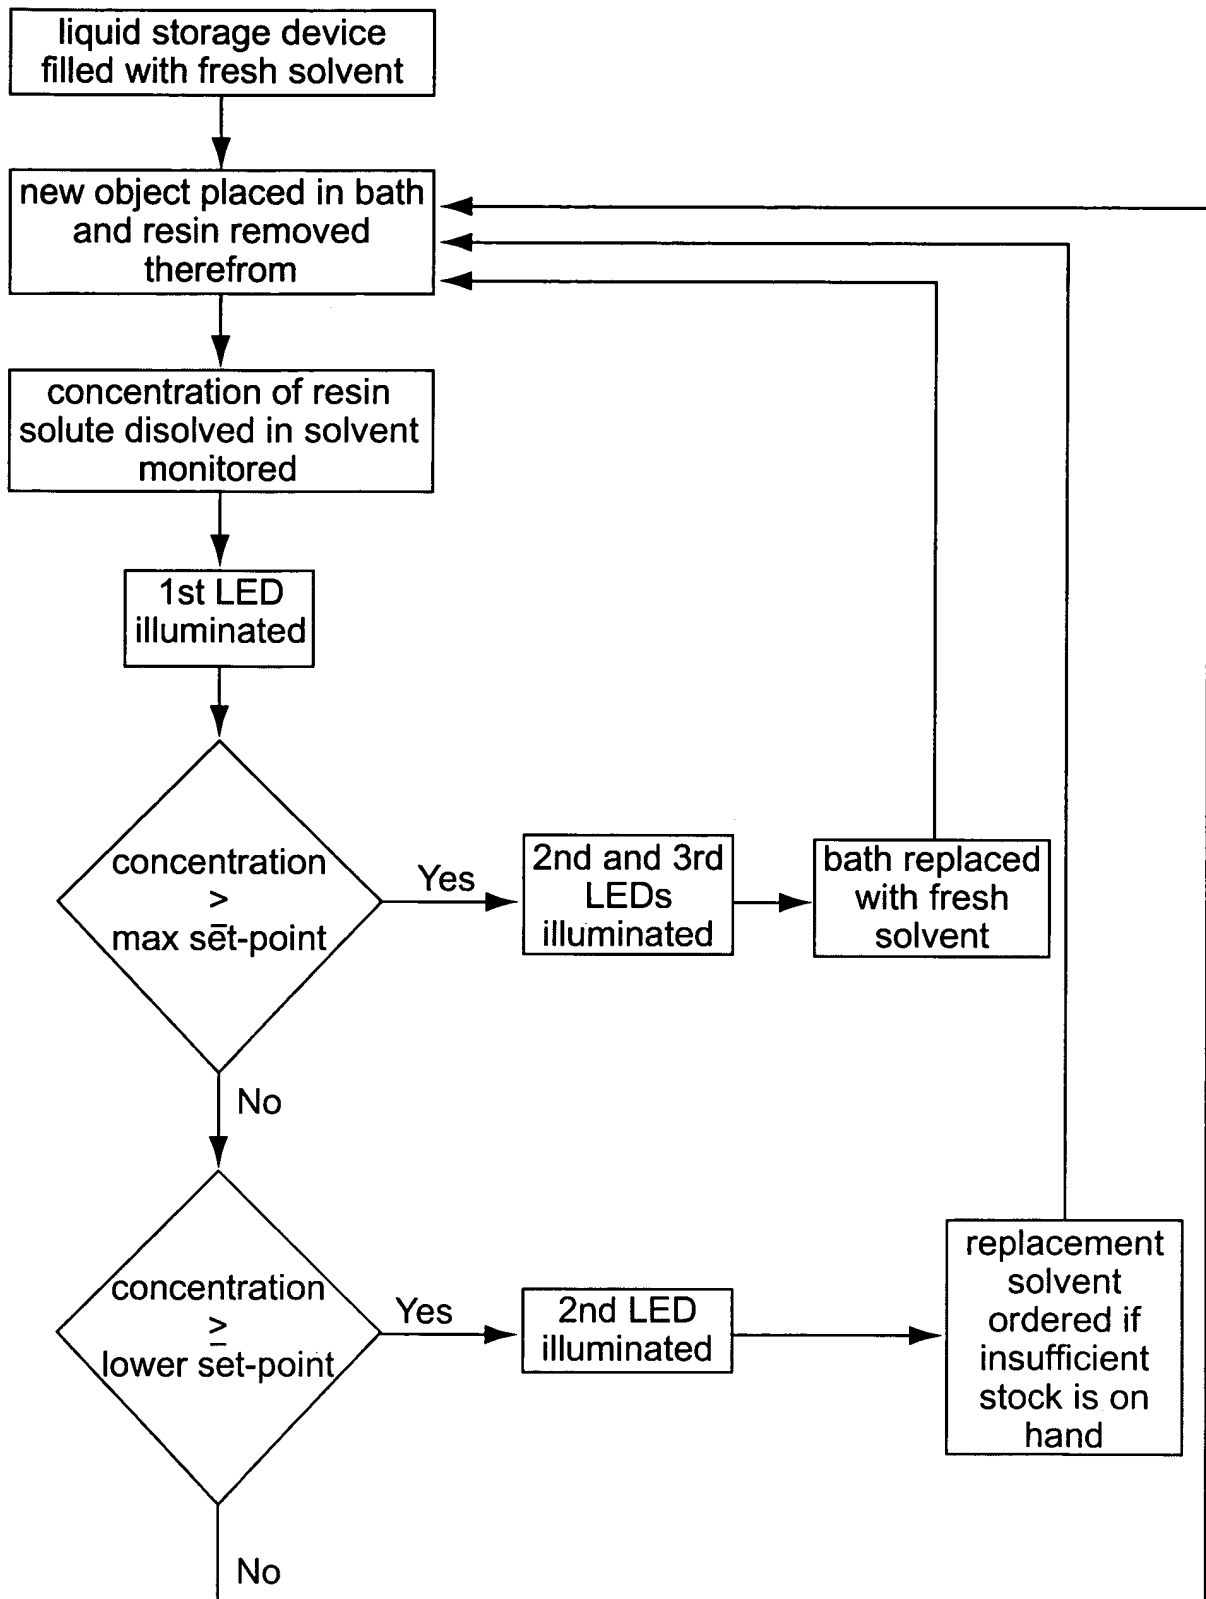 liquid storage device
filled with fresh solvent
new object placed in bath
and resin removed
therefrom
concentration of resin
solute disolved in solvent
monitored
1st LED
illuminated
concentration
≥
max set-point
Yes
2nd and 3rd
LEDs
illuminated
bath replaced
with fresh
solvent
No
concentration
≥
lower set-point
Yes
2nd LED
illuminated
replacement
solvent
ordered if
insufficient
stock is on
hand
No